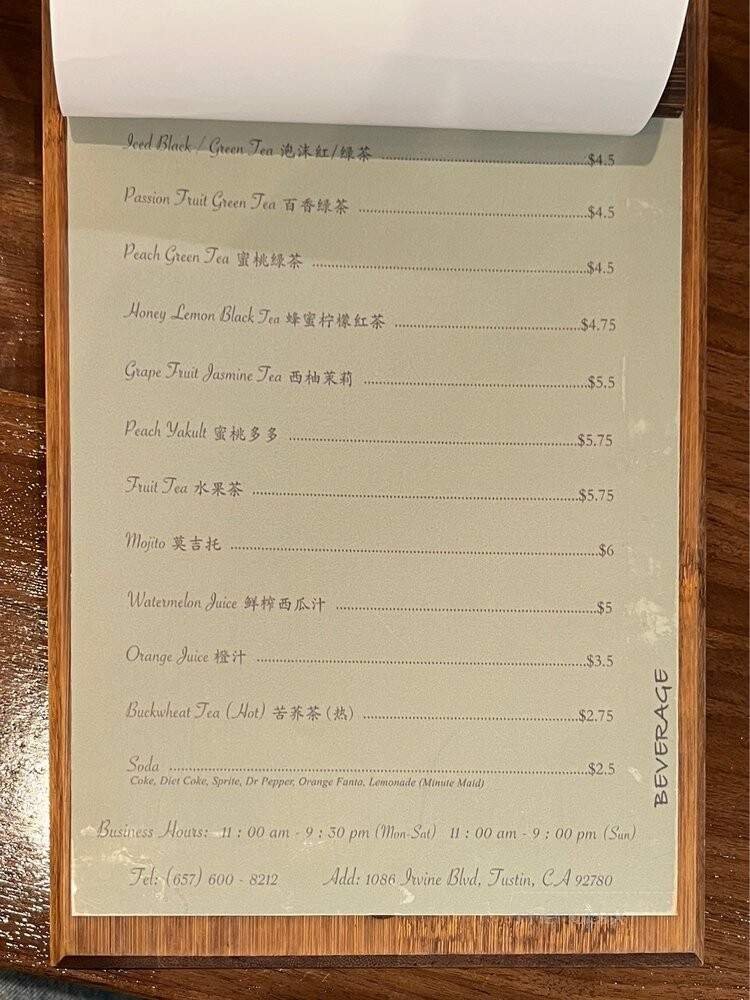 Iced Black / Green Tea 泡沫紅/绿茶 ........ $4.5
Passion Fruit Green Tea 百香绿茶 ........ $4.5
Peach Green Tea 蜜桃绿茶 ........ $4.5
Honey Lemon Black Tea 蜂蜜柠檬紅茶 ........ $4.75
Grape Fruit Jasmine Tea 西柚茉莉 ........ $5.5
Peach Yakult 蜜桃多多 ........ $5.75
Fruit Tea 水果茶 ........ $5.75
Mojito 莫吉托 ........ $6
Watermelon Juice 鲜榨西瓜汁 ........ $5
Orange Juice 橙汁 ........ $3.5
Buckwheat Tea (Hot) 苦荞茶 (热) ........ $2.75
Soda ........ $2.5
Coke, Diet Coke, Sprite, Dr Pepper, Orange Fanta, Lemonade (Minute Maid)
BEVERAGE
Business Hours: 11 : 00 am - 9 : 30 pm (Mon-Sat) 11 : 00 am - 9 : 00 pm (Sun)
Tel: (657) 600 - 8212 Add: 1086 Irvine Blvd, Tustin, CA 92780